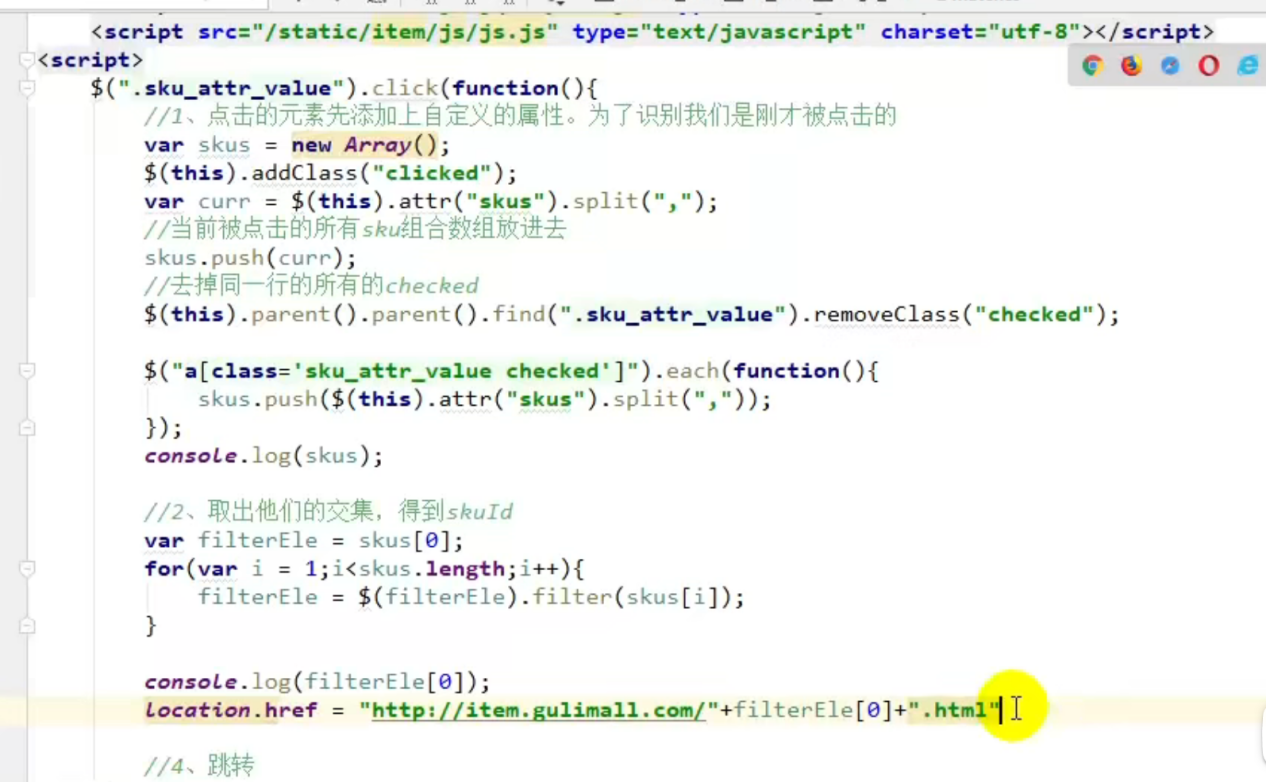 <script src="/static/item/js/js.js" type="text/javascript" charset="utf-8"></script>
<script>
$(".sku_attr_value").click(function(){
//1、点击的元素先添加上自定义的属性。为了识别我们是刚才被点击的
var skus = new Array();
$(this).addClass("clicked");
var curr = $(this).attr("skus").split(",");
//当前被点击的所有sku组合数组放进去
skus.push(curr);
//去掉同一行的所有的checked
$(this).parent().parent().find(".sku_attr_value").removeClass("checked");
$("a[class='sku_attr_value checked']").each(function(){
skus.push($(this).attr("skus").split(","));
});
console.log(skus);
//2、取出他们的交集，得到skuId
var filterEle = skus[0];
for(var i = 1;i<skus.length;i++){
filterEle = $(filterEle).filter(skus[i]);
}
console.log(filterEle[0]);
location.href = "http://item.gulimall.com/"+filterEle[0]+".html"
//4、跳转